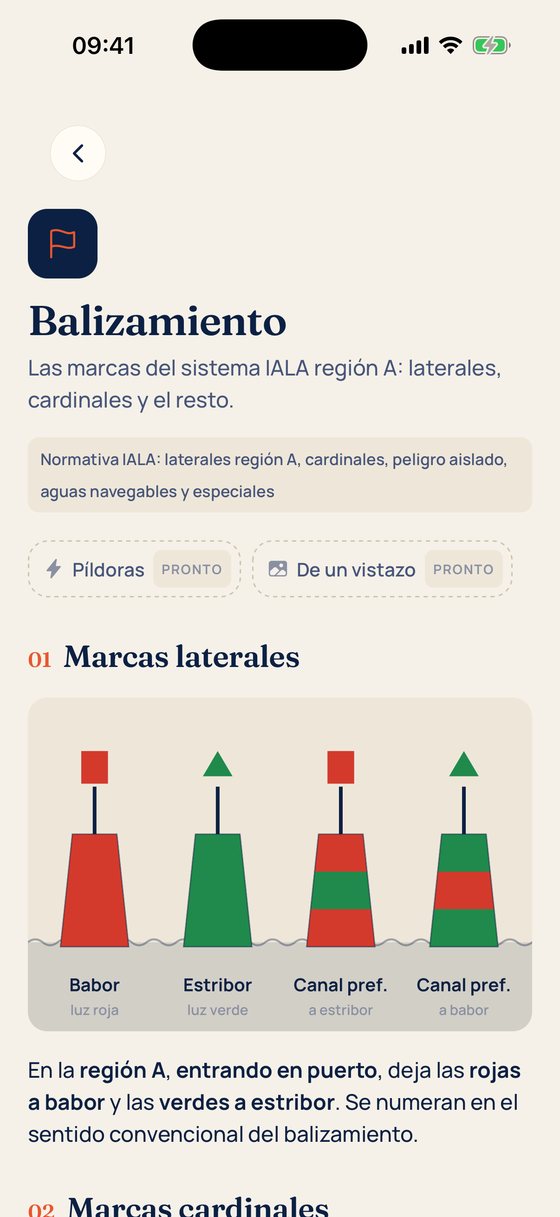 09:41
Balizamiento
Las marcas del sistema IALA región A: laterales,
cardinales y el resto.
Normativa IALA: laterales región A, cardinales, peligro aislado,
aguas navegables y especiales
Píldoras PRONTO De un vistazo PRONTO
01 Marcas laterales
Babor Estribor Canal pref. Canal pref.
luz roja luz verde a estribor a babor
En la región A, entrando en puerto, deja las rojas
a babor y las verdes a estribor. Se numeran en el
sentido convencional del balizamiento.
02 Marcas cardinales